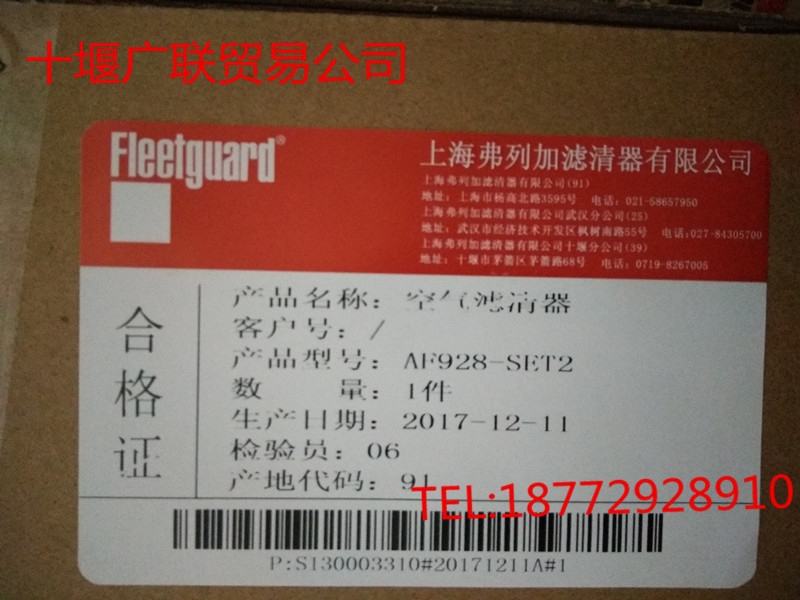 十堰广联贸易公司
Fleetguard®
上海弗列加滤清器有限公司
上海弗列加滤清器有限公司(91)
地址：上海市杨高北路3595号 电话：021-58657950
上海弗列加滤清器有限公司武汉分公司(25)
地址：武汉市经济技术开发区枫树南路55号 电话:027-84305700
上海弗列加滤清器有限公司十堰分公司(39)
地址：十堰市茅箭区茅箭路68号 电话：0719-8267005
合格证
产品名称：空气滤清器
客户号：/
产品型号：AF928-SET2
数 量：1件
生产日期：2017-12-11
检验员：06
产地代码：91
TEL:18772928910
P:S130003310#20171211A#1